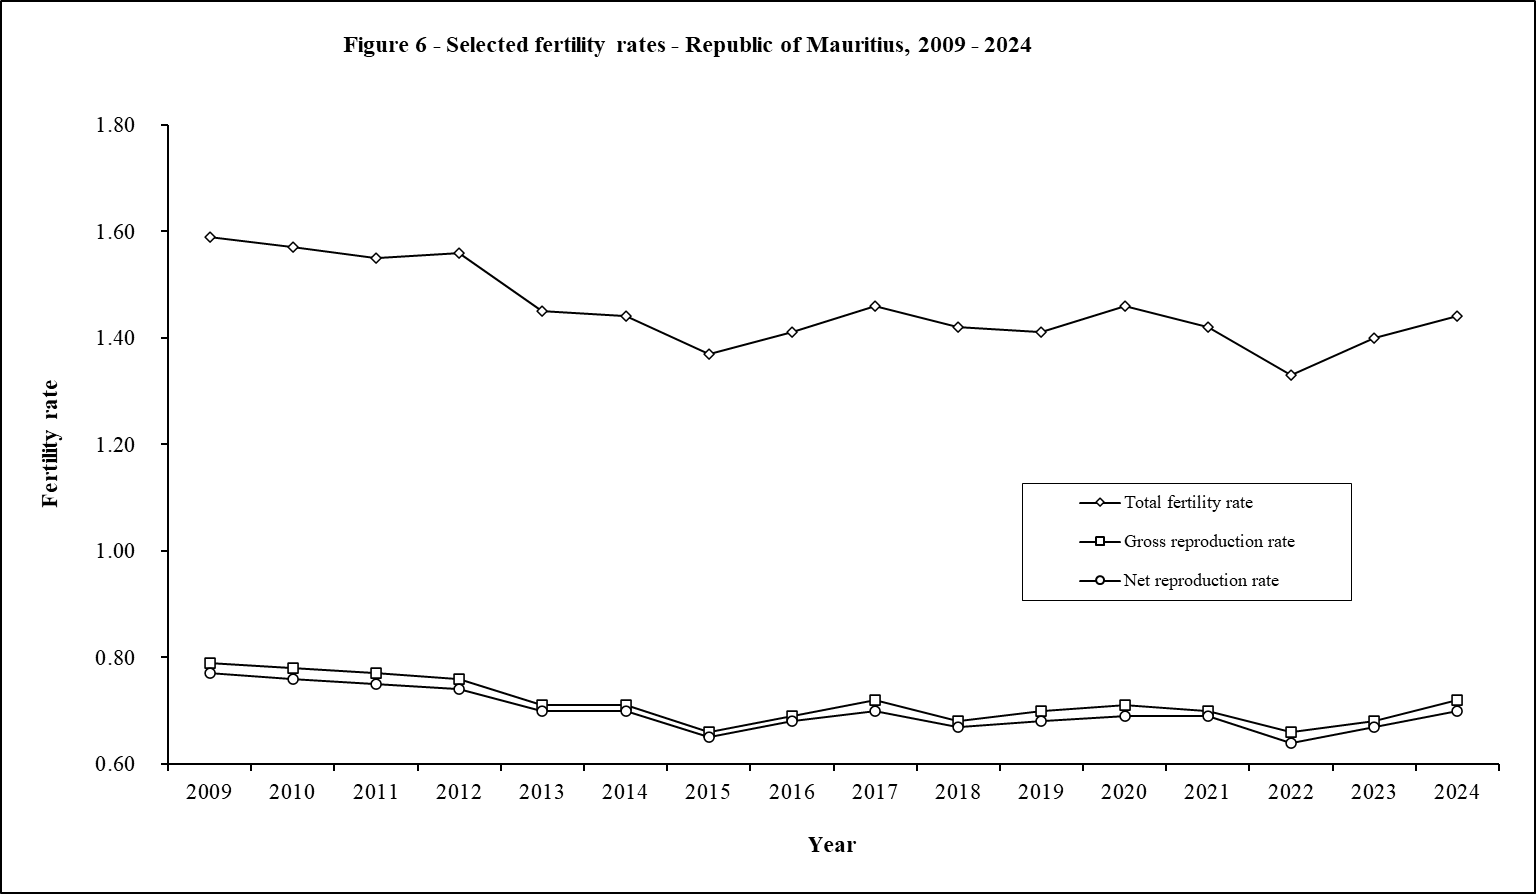 Figure 6 - Selected fertility rates - Republic of Mauritius, 2009 - 2024
1.80
1.60
1.40
1.20
1.00
0.80
0.60
Fertility rate
Total fertility rate
Gross reproduction rate
Net reproduction rate
2009 2010 2011 2012 2013 2014 2015 2016 2017 2018 2019 2020 2021 2022 2023 2024
Year